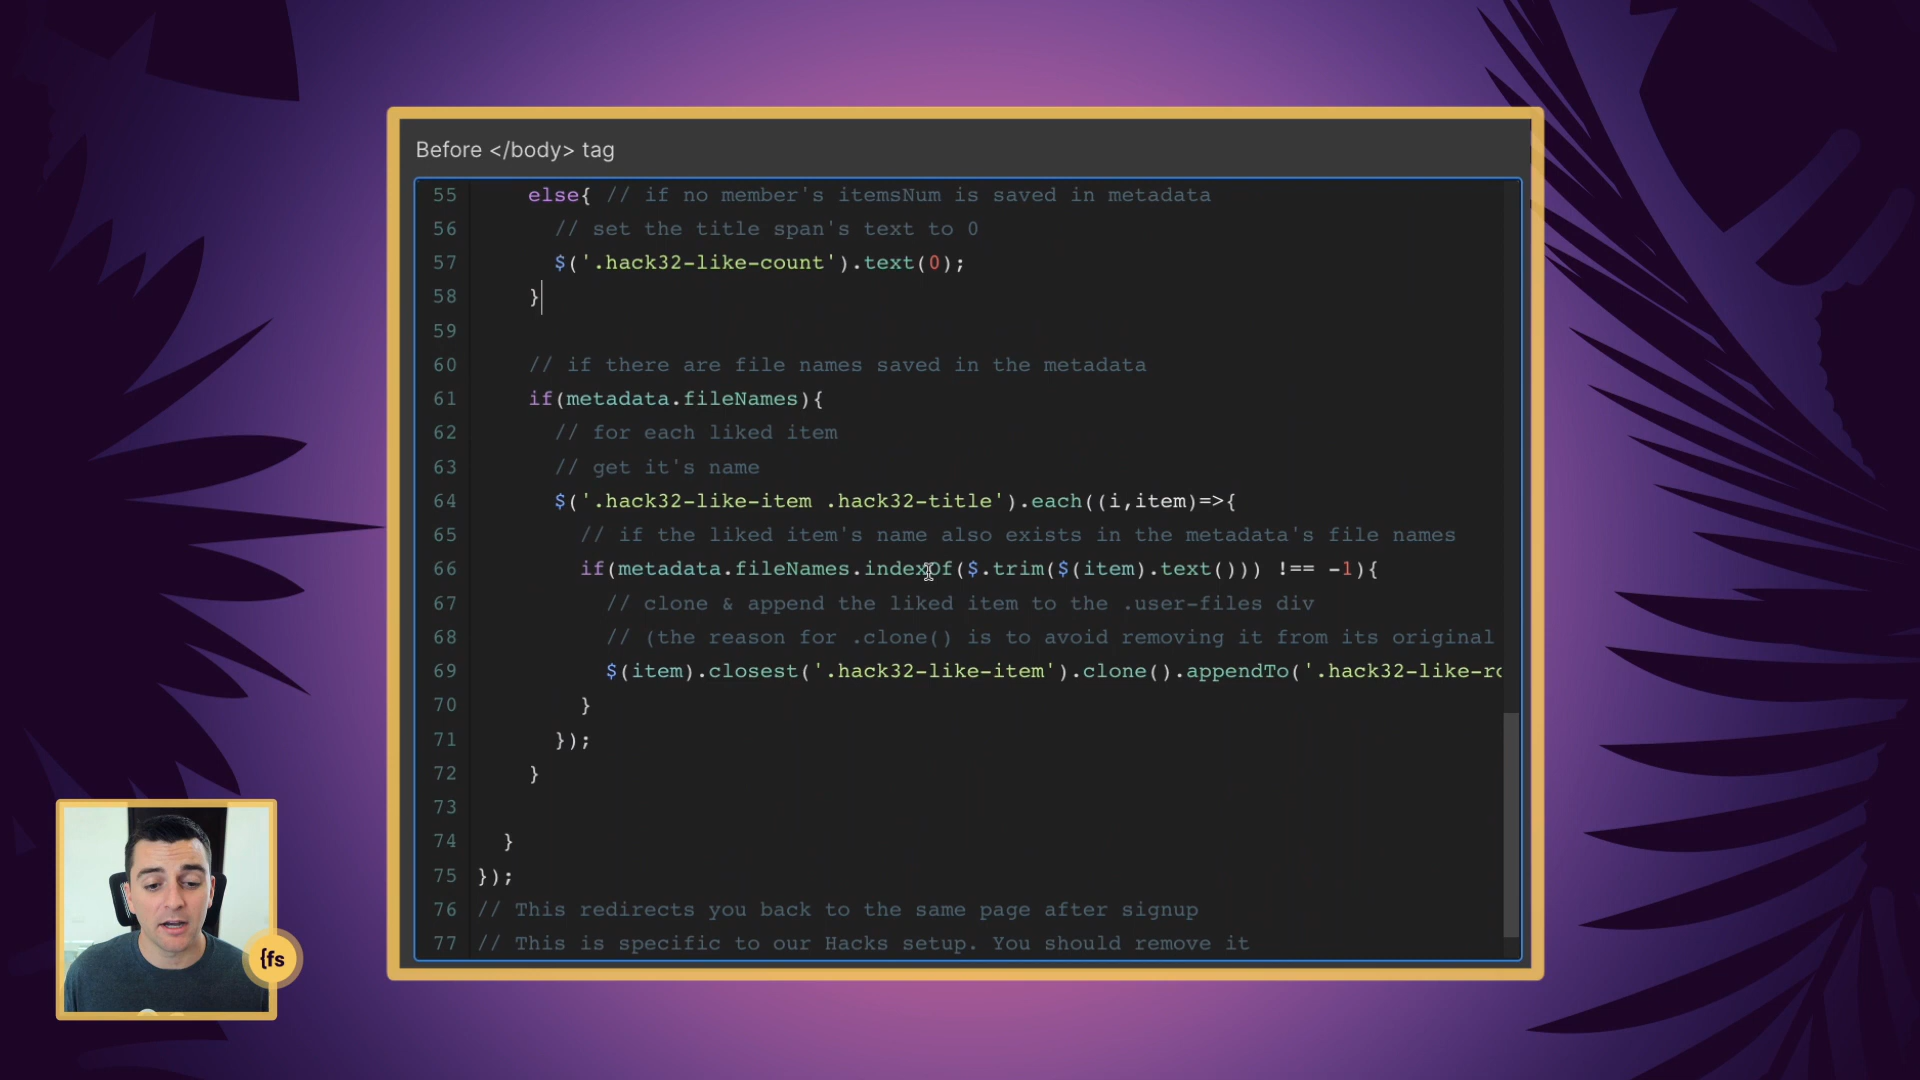 Before </body> tag
55 else{ // if no member's itemsNum is saved in metadata
56 // set the title span's text to 0
57 $('.hack32-like-count').text(0);
58 }
59
60 // if there are file names saved in the metadata
61 if(metadata.fileNames){
62 // for each liked item
63 // get it's name
64 $('.hack32-like-item .hack32-title').each((i,item)=>{
65 // if the liked item's name also exists in the metadata's file names
66 if(metadata.fileNames.indexOf($.trim($(item).text())) !== -1){
67 // clone & append the liked item to the .user-files div
68 // (the reason for .clone() is to avoid removing it from its original
69 $(item).closest('.hack32-like-item').clone().appendTo('.hack32-like-ro
70 }
71 });
72 }
73
74 }
75 });
76 // This redirects you back to the same page after signup
77 // This is specific to our Hacks setup. You should remove it
{fs